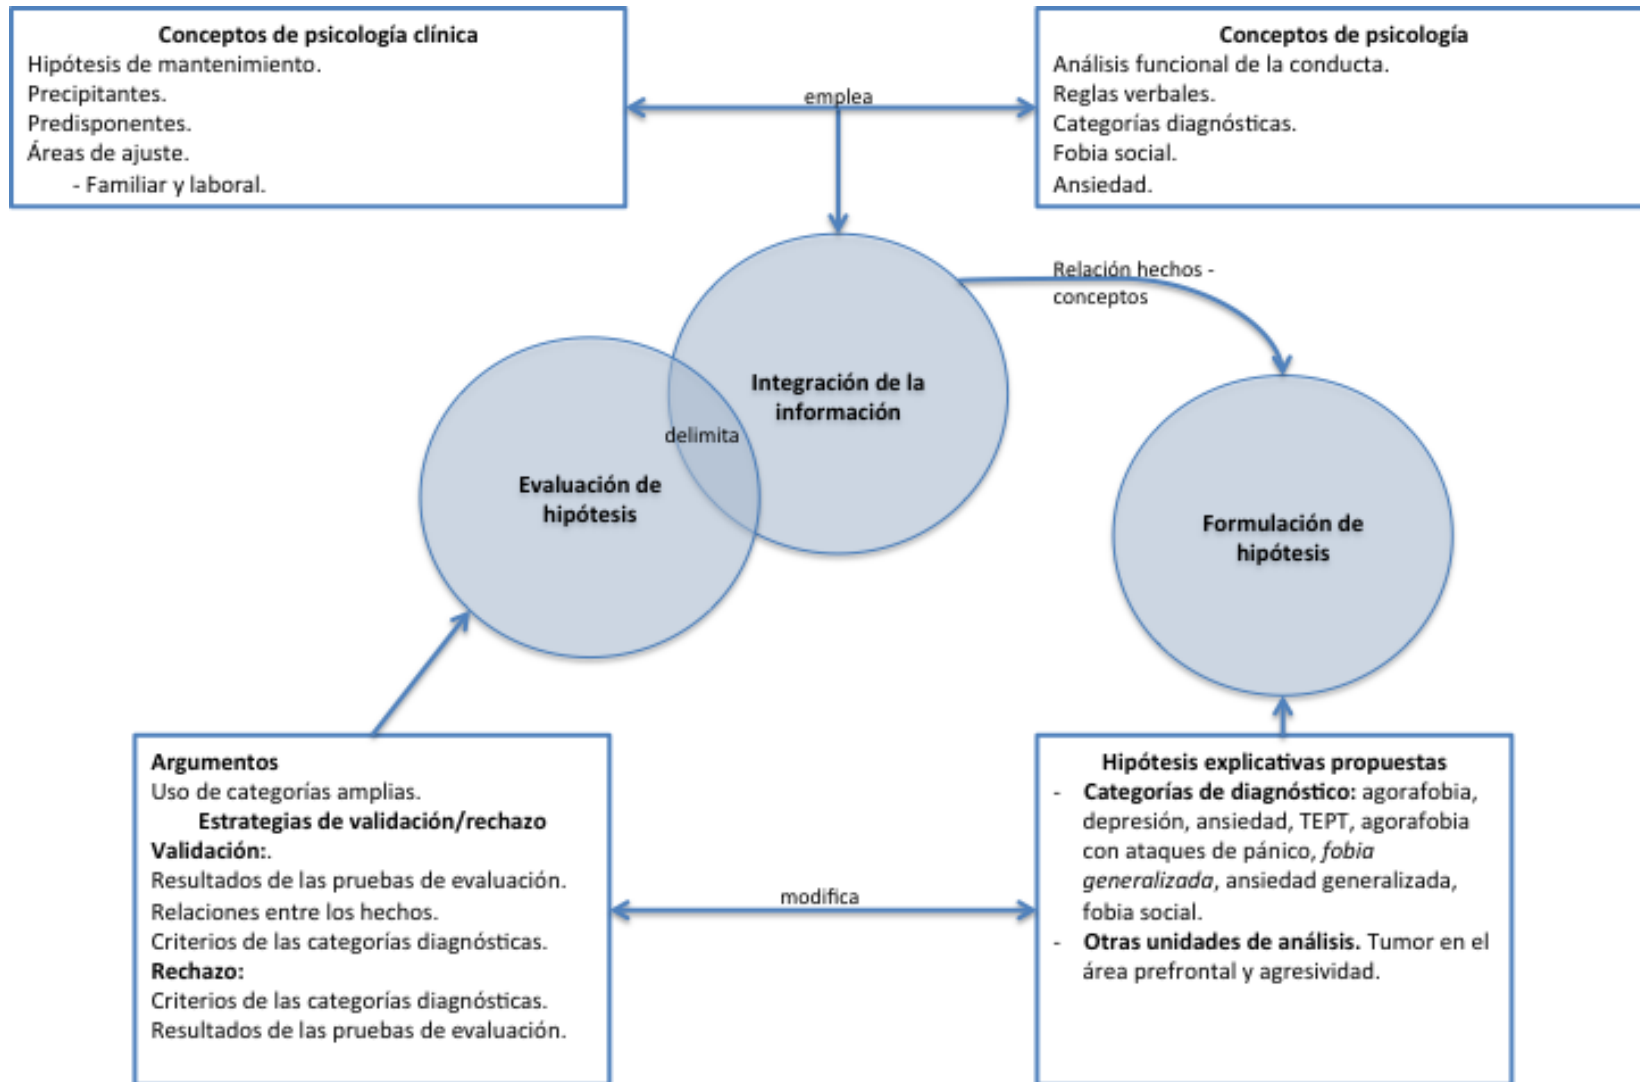 Conceptos de psicología clínica
Hipótesis de mantenimiento.
Precipitantes.
Predisponentes.
Áreas de ajuste.
- Familiar y laboral.
emplea
Conceptos de psicología
Análisis funcional de la conducta.
Reglas verbales.
Categorías diagnósticas.
Fobia social.
Ansiedad.
Relación hechos -
conceptos
Integración de la
información
delimita
Evaluación de
hipótesis
Formulación de
hipótesis
Argumentos
Uso de categorías amplias.
Estrategias de validación/rechazo
Validación:.
Resultados de las pruebas de evaluación.
Relaciones entre los hechos.
Criterios de las categorías diagnósticas.
Rechazo:
Criterios de las categorías diagnósticas.
Resultados de las pruebas de evaluación.
modifica
Hipótesis explicativas propuestas
- Categorías de diagnóstico: agorafobia,
depresión, ansiedad, TEPT, agorafobia
con ataques de pánico, fobia
generalizada, ansiedad generalizada,
fobia social.
- Otras unidades de análisis. Tumor en el
área prefrontal y agresividad.